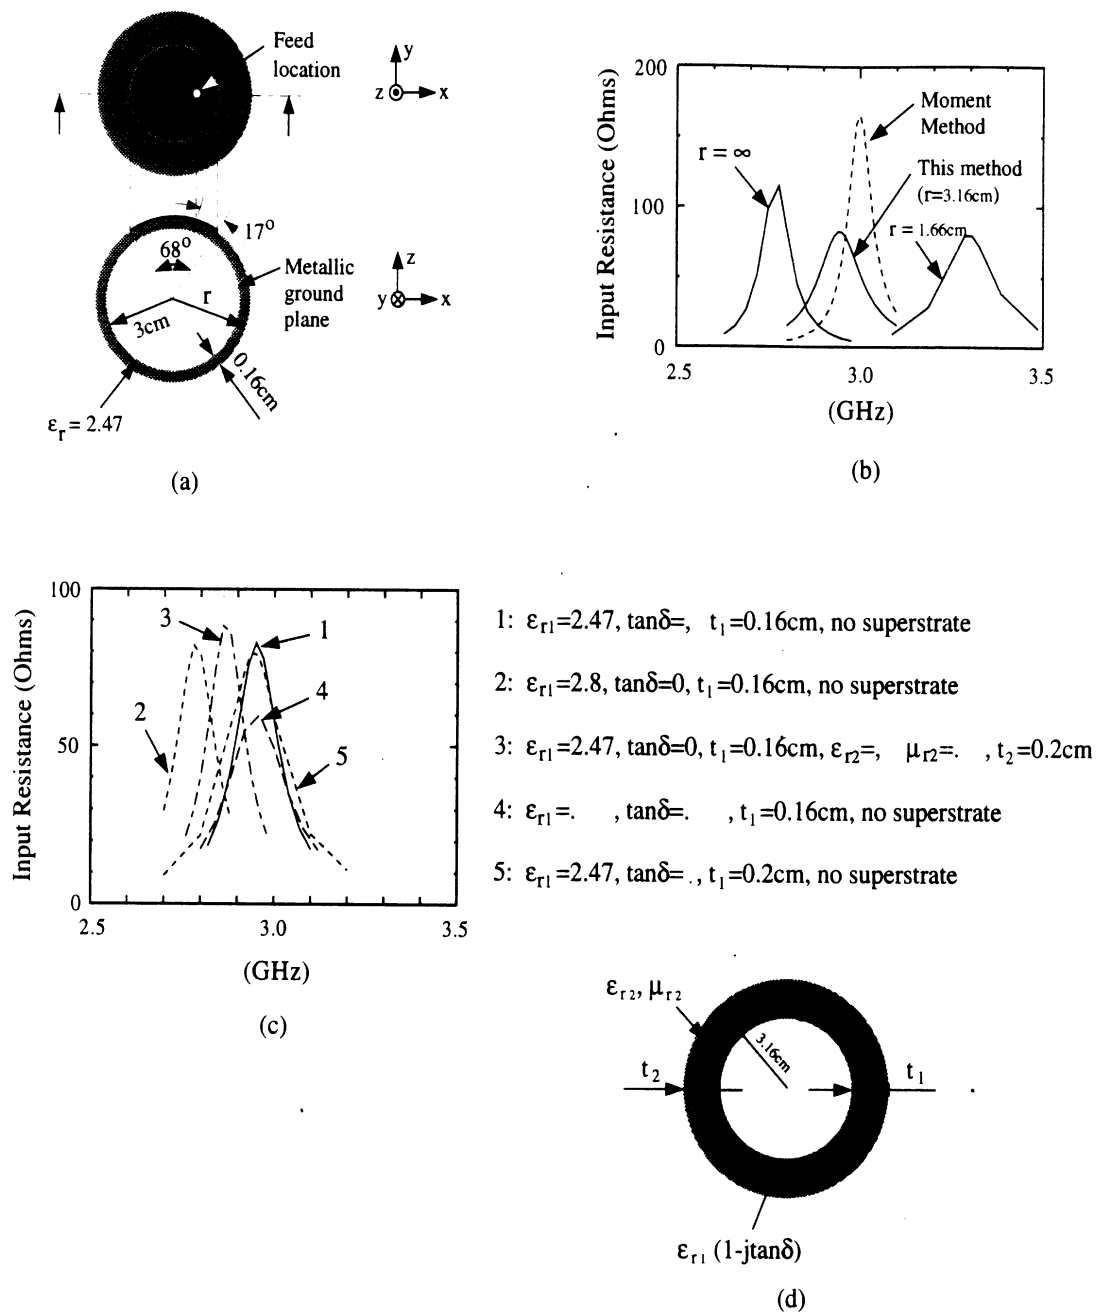 Feed
location
y
z
x
17°
68°
Metallic
ground
plane
r
3cm
0.16cm
z
y
x
εr = 2.47
(a)
Input Resistance (Ohms)
200
100
0
2.5
3.0
3.5
(GHz)
r = ∞
Moment
Method
This method
(r=3.16cm)
r = 1.66cm
(b)
Input Resistance (Ohms)
100
50
0
2.5
3.0
3.5
(GHz)
1
2
3
4
5
(c)
1: εr1=2.47, tanδ=, t1=0.16cm, no superstrate
2: εr1=2.8, tanδ=0, t1=0.16cm, no superstrate
3: εr1=2.47, tanδ=0, t1=0.16cm, εr2=, μr2=. , t2=0.2cm
4: εr1=. , tanδ=. , t1=0.16cm, no superstrate
5: εr1=2.47, tanδ= ., t1=0.2cm, no superstrate
εr2, μr2
3.16cm
t2
t1
εr1 (1-jtanδ)
(d)